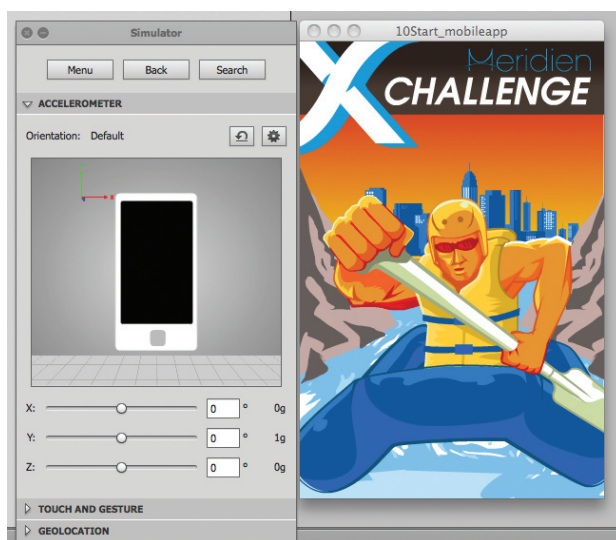 Simulator
Menu Back Search
ACCELEROMETER
Orientation: Default
X
X: 0 ° 0g
Y: 0 ° 1g
Z: 0 ° 0g
TOUCH AND GESTURE
GEOLOCATION
10Start_mobileapp
X Meridien
CHALLENGE